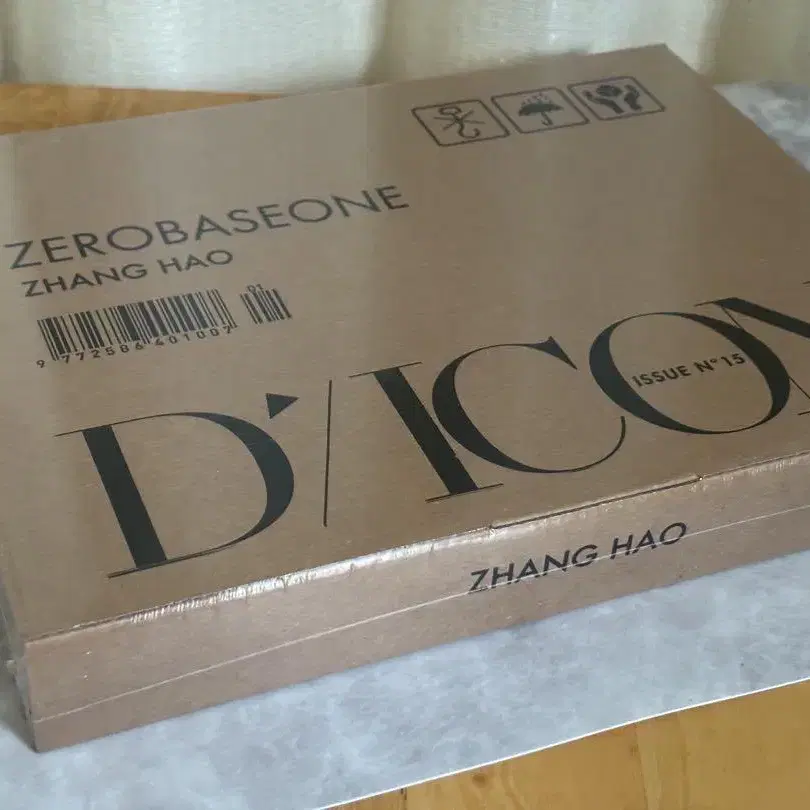 ZEROBASEONE
ZHANG HAO
01
9 772586 401007
D'/ICON
ISSUE N°15
ZHANG HAO